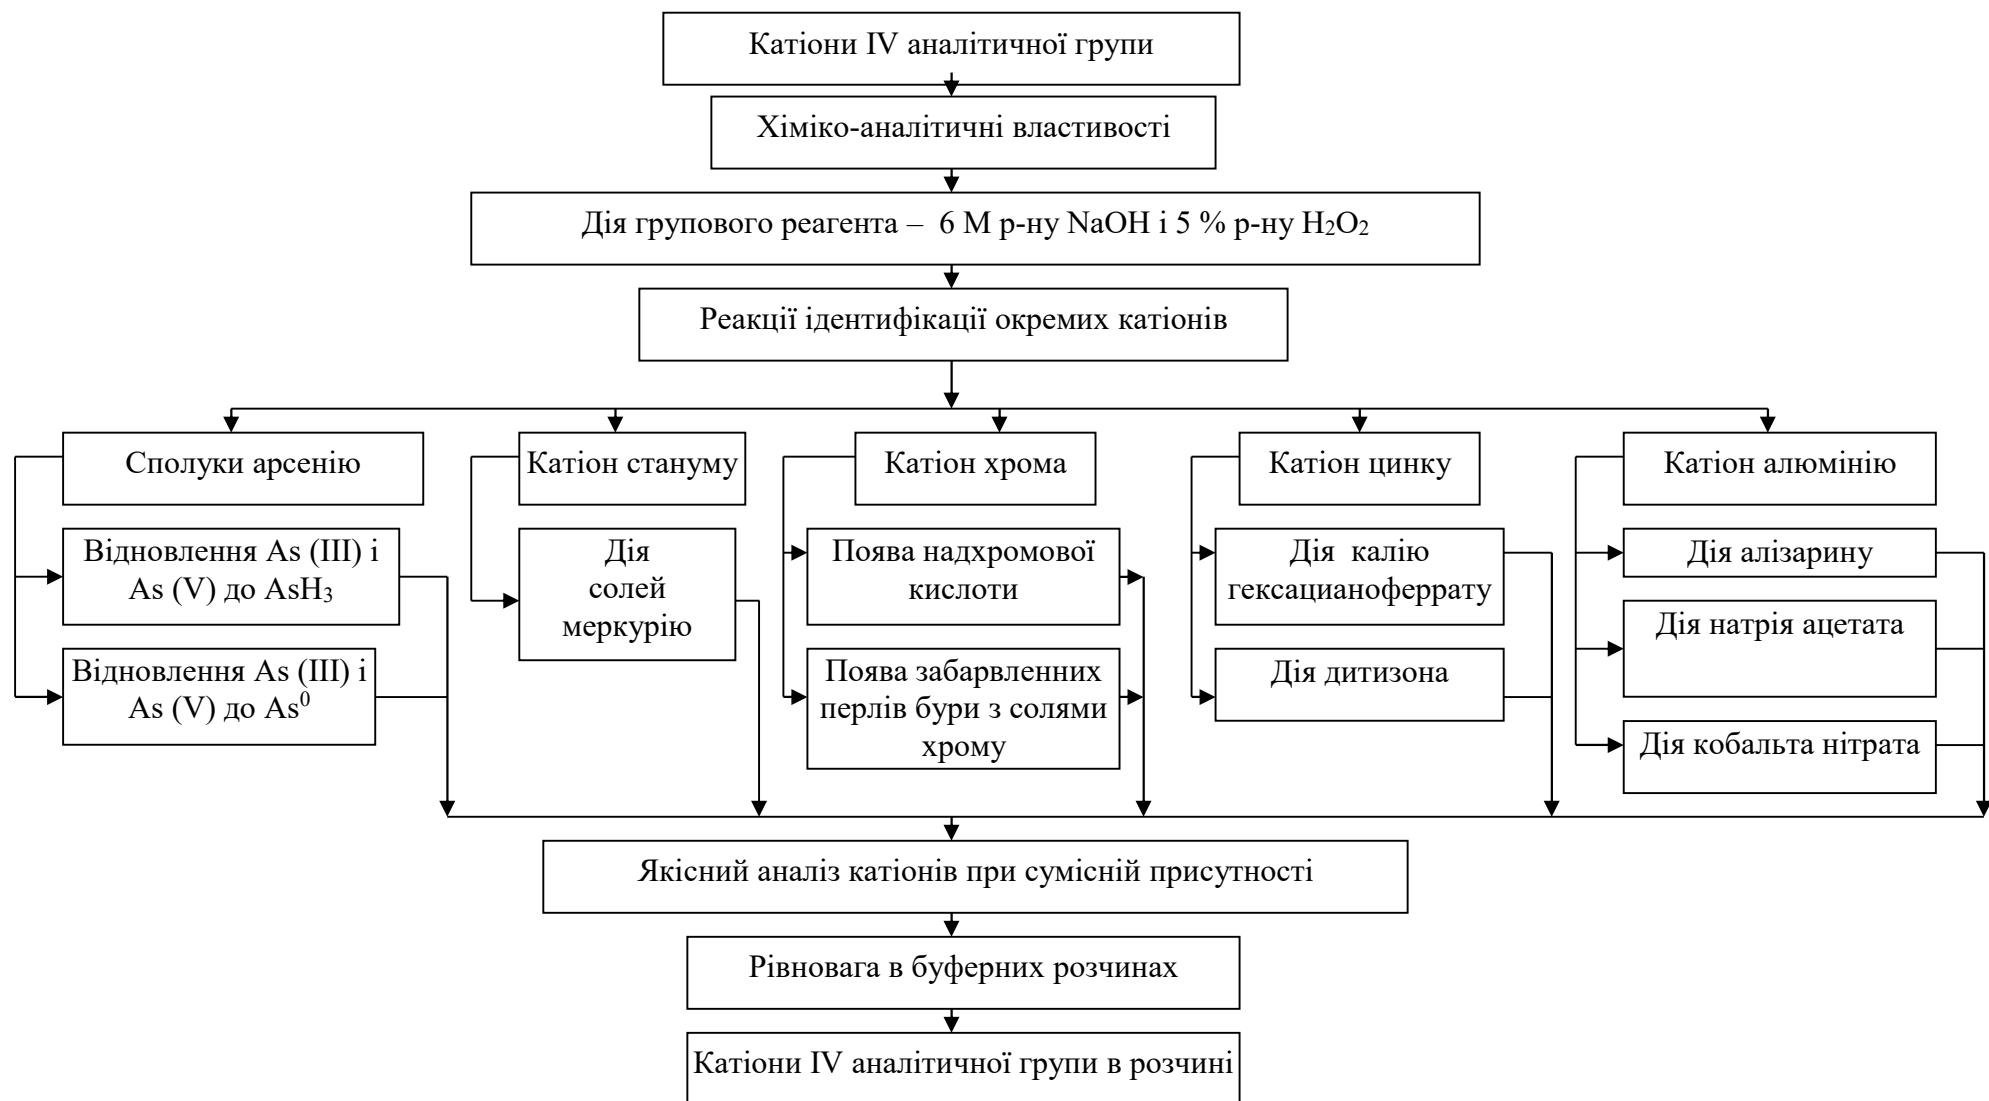 Катіони IV аналітичної групи
Хіміко-аналітичні властивості
Дія групового реагента – 6 М р-ну NaOH і 5 % р-ну H₂O₂
Реакції ідентифікації окремих катіонів
Сполуки арсенію
Відновлення As (III) і
As (V) до AsH₃
Відновлення As (III) і
As (V) до As⁰
Катіон стануму
Дія
солей
меркурію
Катіон хрома
Поява надхромової
кислоти
Поява забарвленних
перлів бури з солями
хрому
Катіон цинку
Дія калію
гексацианоферрату
Дія дитизона
Катіон алюмінію
Дія алізарину
Дія натрія ацетата
Дія кобальта нітрата
Якісний аналіз катіонів при сумісній присутності
Рівновага в буферних розчинах
Катіони IV аналітичної групи в розчині